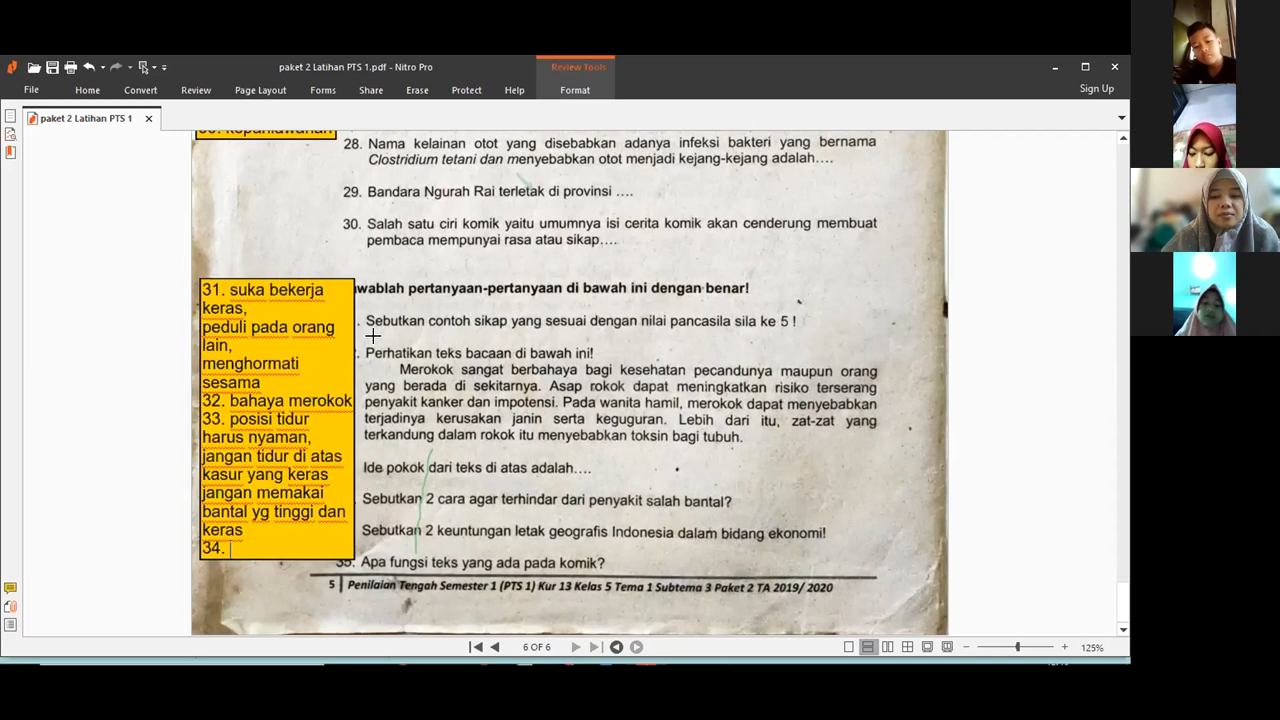 paket 2 Latihan PTS 1.pdf - Nitro Pro
Review Tools
File
Home
Convert
Review
Page Layout
Forms
Share
Erase
Protect
Help
Format
Sign Up
paket 2 Latihan PTS 1
28. Nama kelainan otot yang disebabkan adanya infeksi bakteri yang bernama
Clostridium tetani dan menyebabkan otot menjadi kejang-kejang adalah....
29. Bandara Ngurah Rai terletak di provinsi ....
30. Salah satu ciri komik yaitu umumnya isi cerita komik akan cenderung membuat
pembaca mempunyai rasa atau sikap....
31. suka bekerja
keras,
peduli pada orang
lain,
menghormati
sesama
32. bahaya merokok
33. posisi tidur
harus nyaman,
jangan tidur di atas
kasur yang keras
jangan memakai
bantal yg tinggi dan
keras
34.
wablah pertanyaan-pertanyaan di bawah ini dengan benar!
Sebutkan contoh sikap yang sesuai dengan nilai pancasila sila ke 5 !
Perhatikan teks bacaan di bawah ini!
Merokok sangat berbahaya bagi kesehatan pecandunya maupun orang
yang berada di sekitarnya. Asap rokok dapat meningkatkan risiko terserang
penyakit kanker dan impotensi. Pada wanita hamil, merokok dapat menyebabkan
terjadinya kerusakan janin serta keguguran. Lebih dari itu, zat-zat yang
terkandung dalam rokok itu menyebabkan toksin bagi tubuh.
Ide pokok dari teks di atas adalah....
Sebutkan 2 cara agar terhindar dari penyakit salah bantal?
Sebutkan 2 keuntungan letak geografis Indonesia dalam bidang ekonomi!
35. Apa fungsi teks yang ada pada komik?
5 | Penilaian Tengah Semester 1 (PTS 1) Kur 13 Kelas 5 Tema 1 Subtema 3 Paket 2 TA 2019/ 2020
6 OF 6
125%